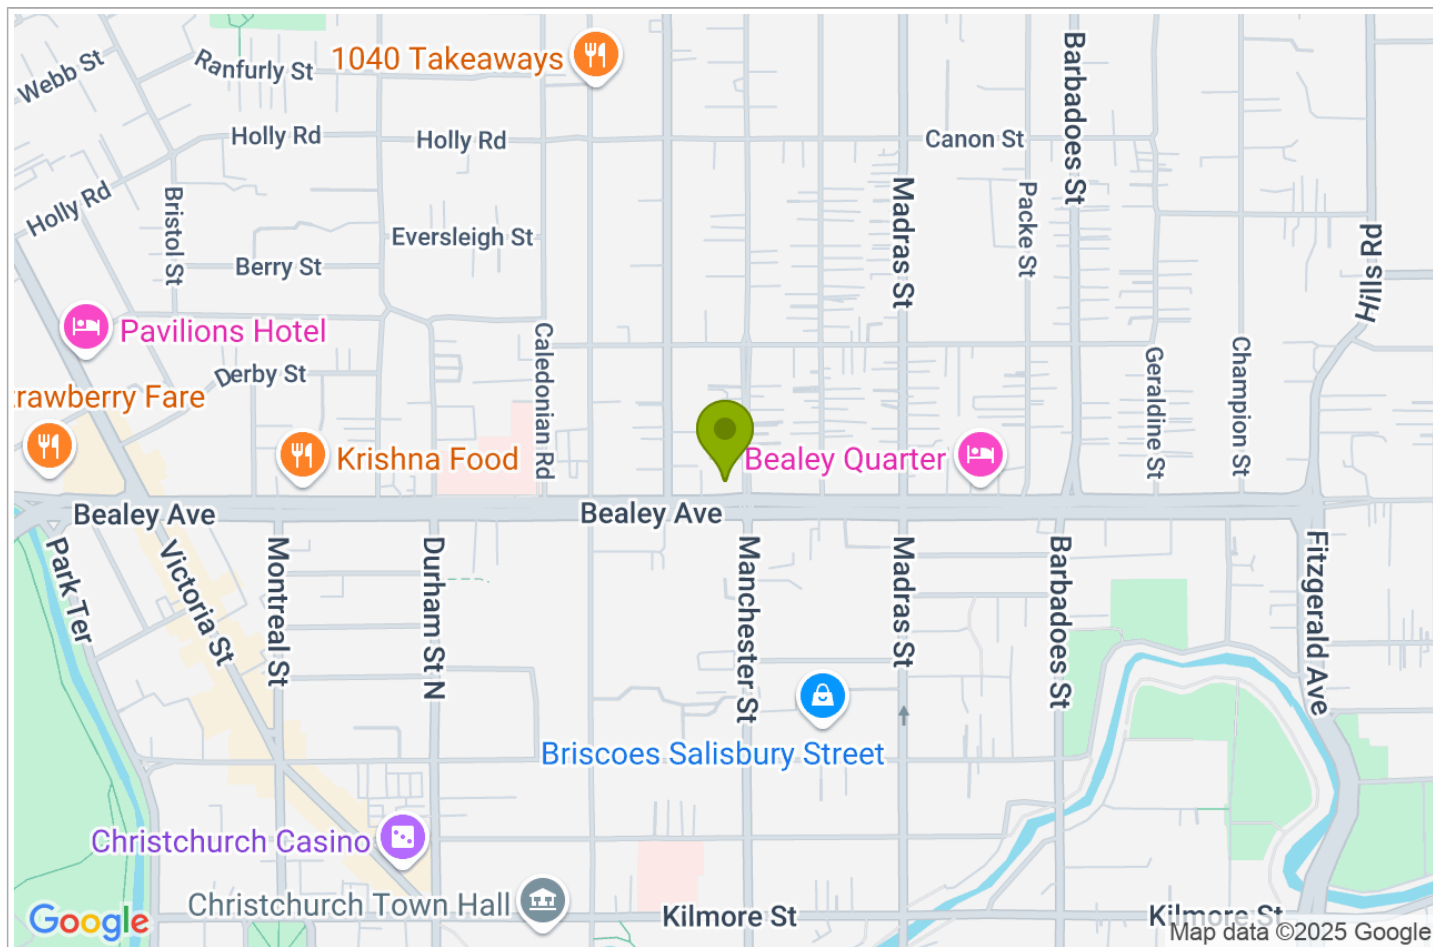 Webb St
Ranfurly St
1040 Takeaways
Barbadoes St
Holly Rd
Holly Rd
Canon St
Holly Rd
Bristol St
Madras St
Packe St
Eversleigh St
Berry St
Hills Rd
Pavilions Hotel
Caledonian Rd
Derby St
Geraldine St
Champion St
trawberry Fare
Krishna Food
Bealey Quarter
Bealey Ave
Bealey Ave
Park Ter
Victoria St
Montreal St
Durham St N
Manchester St
Madras St
Barbadoes St
Fitzgerald Ave
Briscoes Salisbury Street
Christchurch Casino
Christchurch Town Hall
Kilmore St
Kilmore St
Google
Map data ©2025 Google